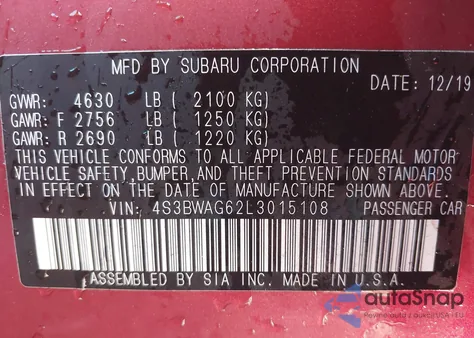 MFD BY SUBARU CORPORATION
DATE: 12/19
GVWR: 4630 LB ( 2100 KG)
GAWR: F 2756 LB ( 1250 KG)
GAWR: R 2690 LB ( 1220 KG)
THIS VEHICLE CONFORMS TO ALL APPLICABLE FEDERAL MOTOR
VEHICLE SAFETY,BUMPER,AND THEFT PREVENTION STANDARDS
IN EFFECT ON THE DATE OF MANUFACTURE SHOWN ABOVE.
VIN: 4S3BWAG62L3015108 PASSENGER CAR
ASSEMBLED BY SIA INC. MADE IN U.S.A.
autoSnap